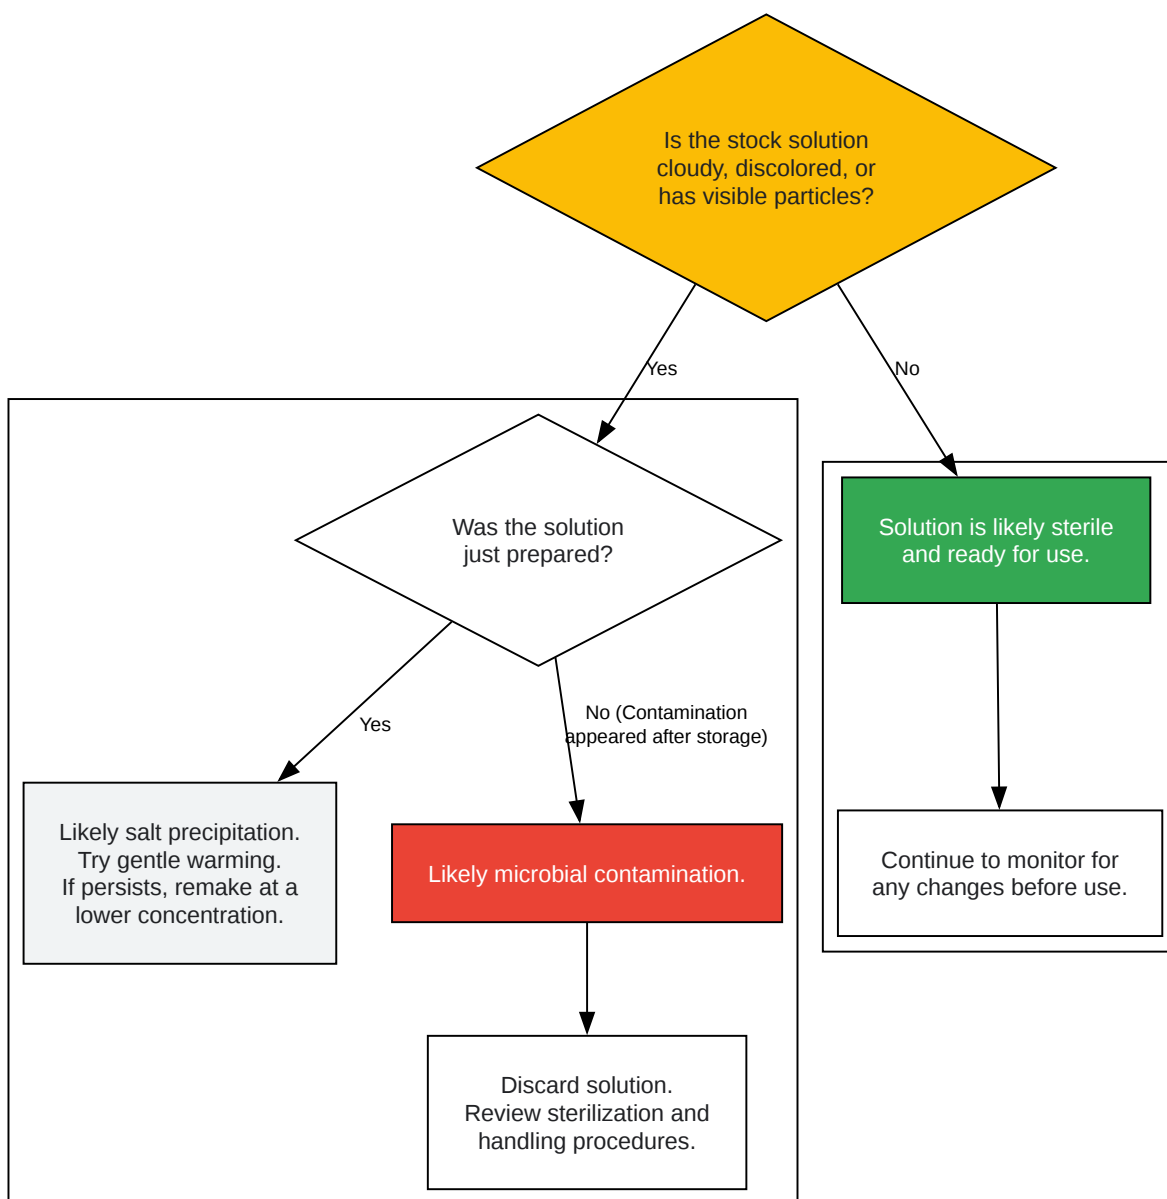 Is the stock solution
cloudy, discolored, or
has visible particles?
Yes
No
Was the solution
just prepared?
Solution is likely sterile
and ready for use.
Yes
No (Contamination
appeared after storage)
Likely salt precipitation.
Try gentle warming.
If persists, remake at a
lower concentration.
Likely microbial contamination.
Continue to monitor for
any changes before use.
Discard solution.
Review sterilization and
handling procedures.